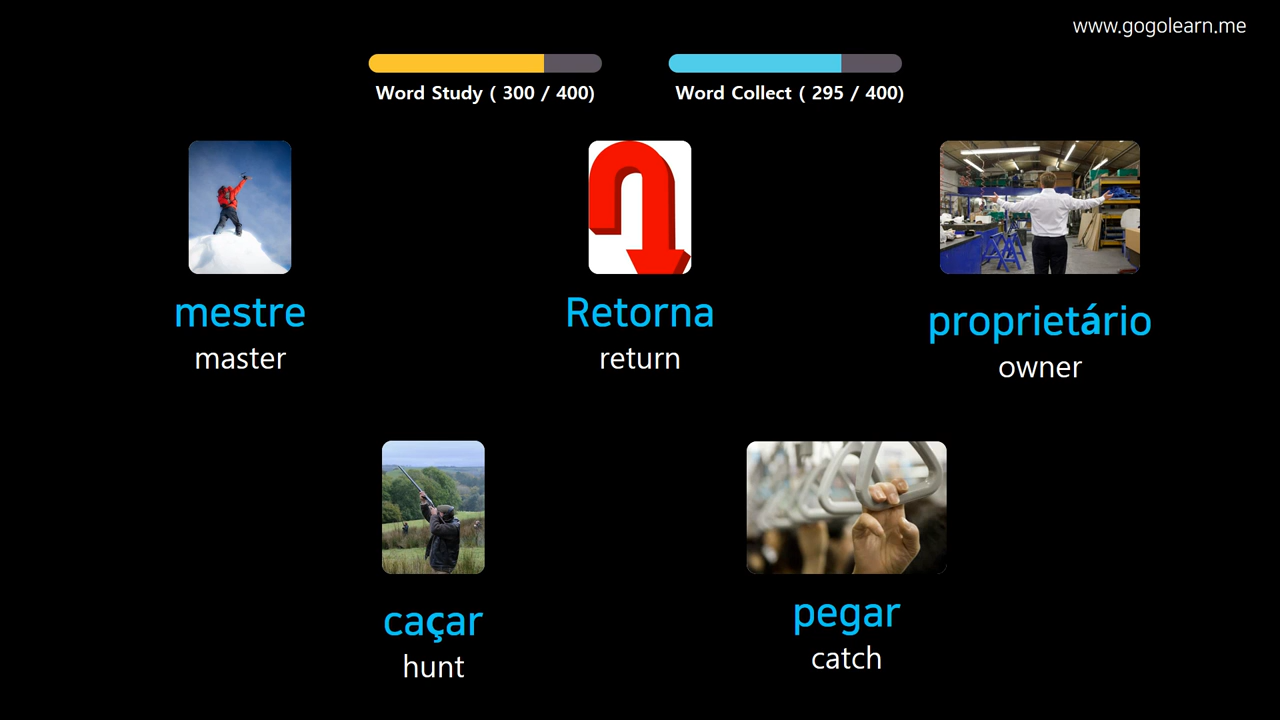 www.gogolearn.me
Word Study ( 300 / 400)
Word Collect ( 295 / 400)
mestre
master
Retorna
return
proprietário
owner
caçar
hunt
pegar
catch